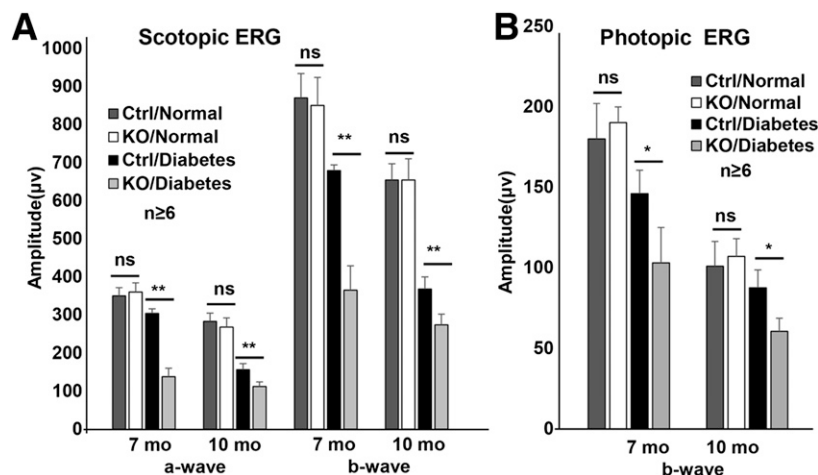 A
Scotopic ERG
Amplitude(μv)
1000
900
800
700
600
500
400
300
200
100
0
Ctrl/Normal
KO/Normal
Ctrl/Diabetes
KO/Diabetes
n≥6
ns
**
ns
**
ns
**
ns
**
7 mo
10 mo
7 mo
10 mo
a-wave
b-wave
B
Photopic ERG
Amplitude(μv)
250
200
150
100
50
0
Ctrl/Normal
KO/Normal
Ctrl/Diabetes
KO/Diabetes
n≥6
ns
*
ns
*
7 mo
10 mo
b-wave